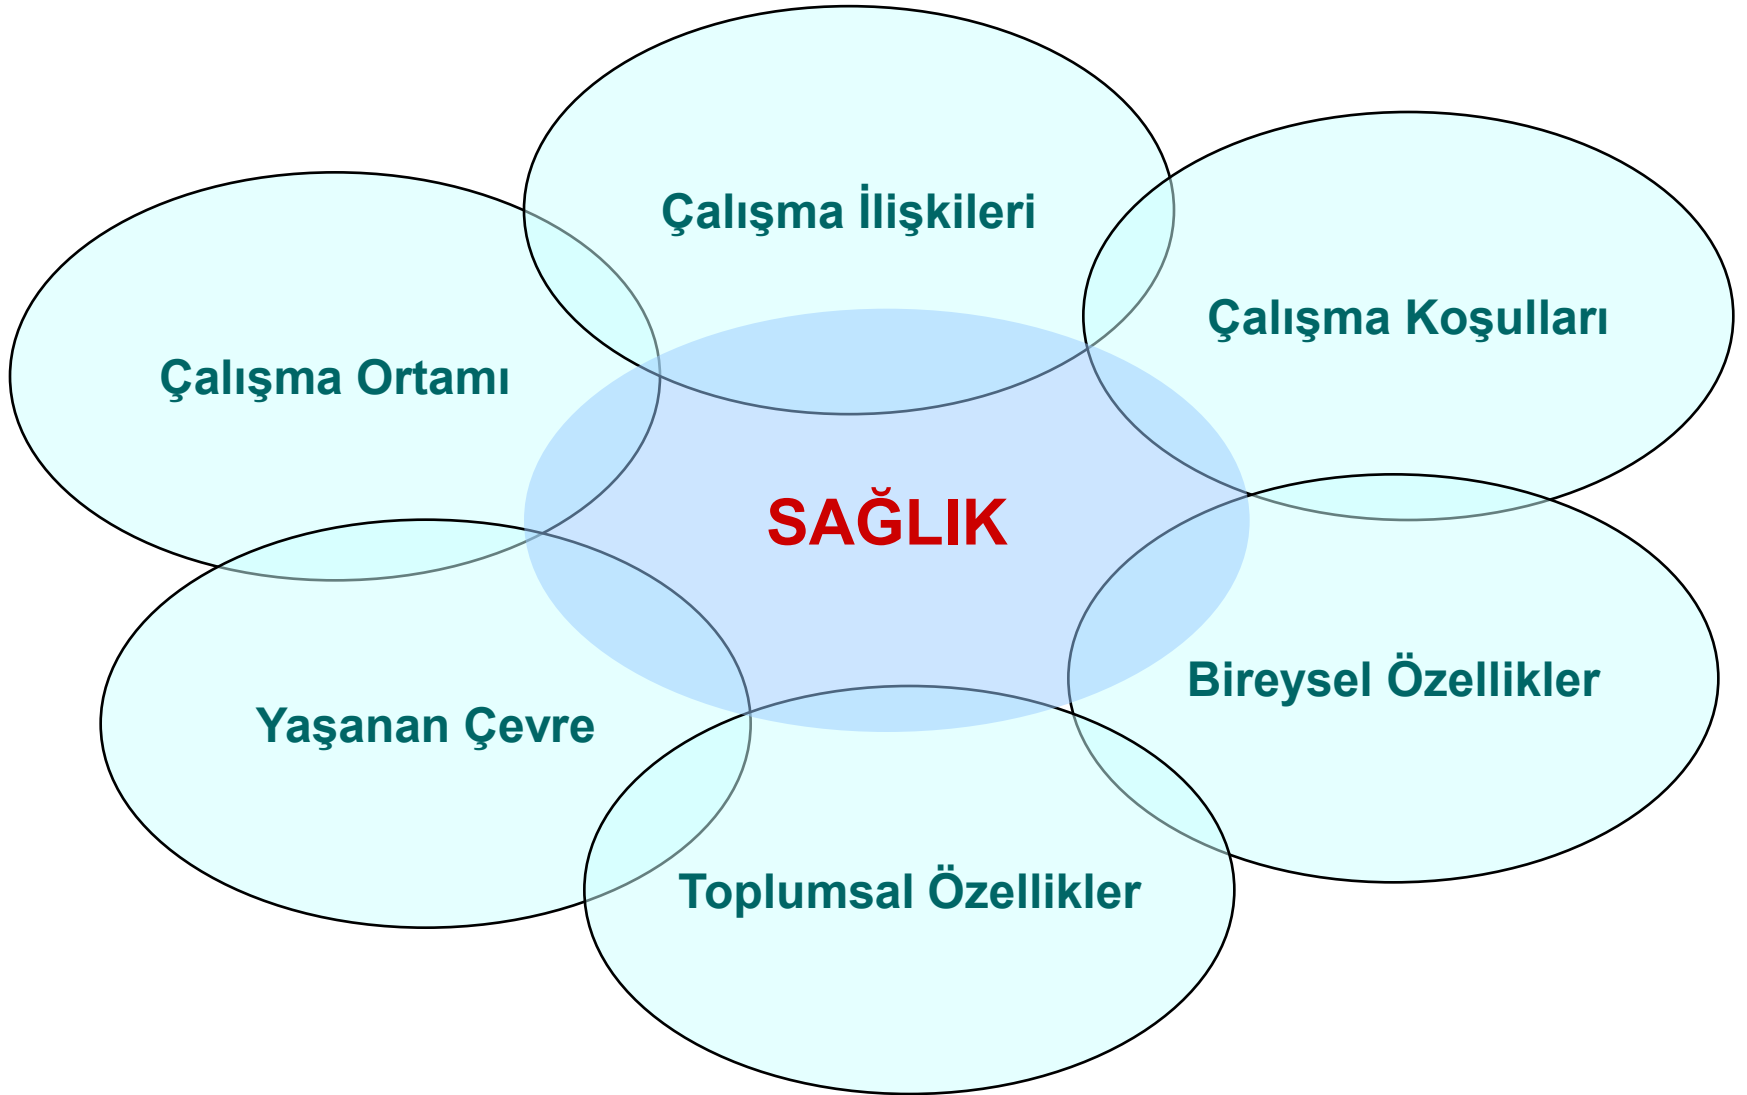 Çalışma İlişkileri
Çalışma Koşulları
Çalışma Ortamı
SAĞLIK
Bireysel Özellikler
Yaşanan Çevre
Toplumsal Özellikler